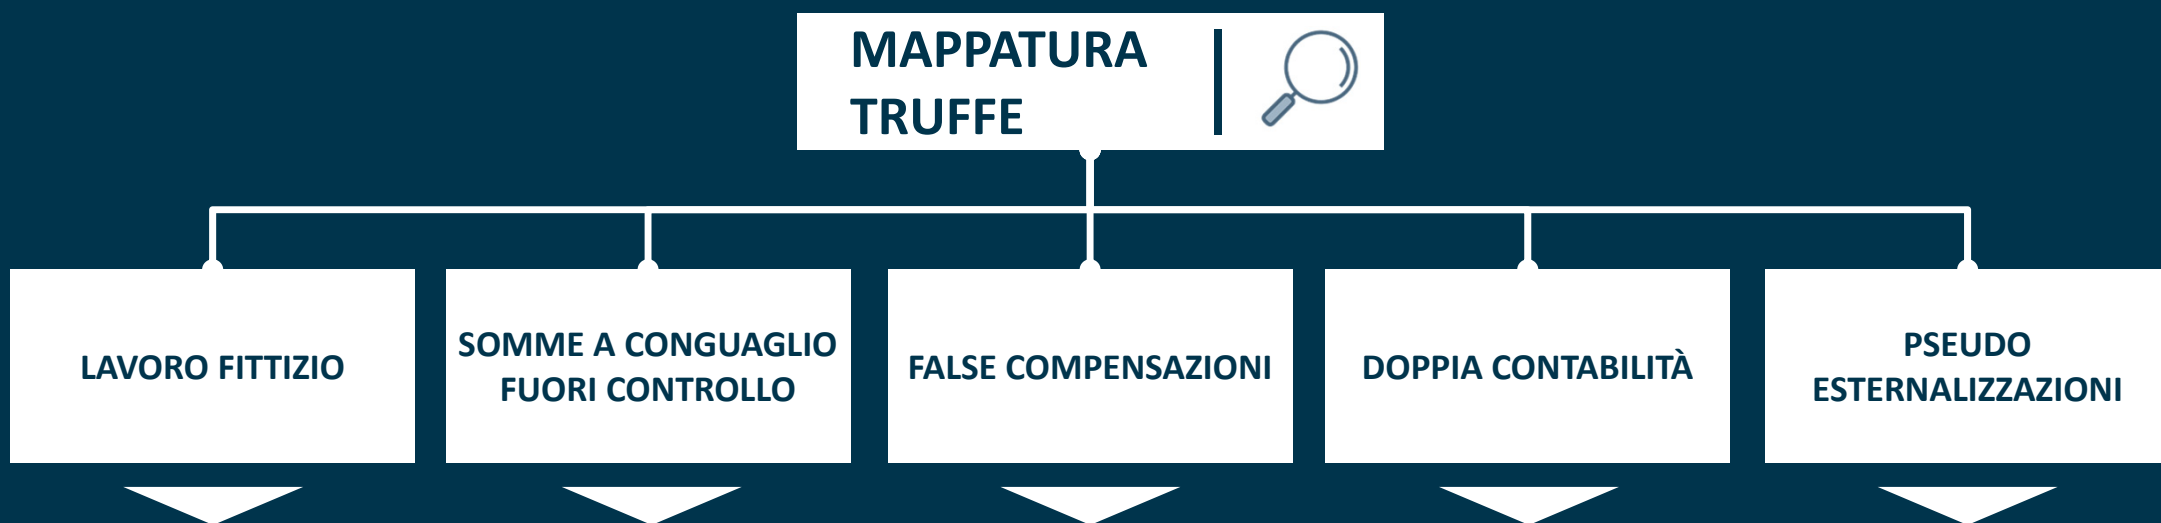 MAPPATURA
TRUFFE
LAVORO FITTIZIO
SOMME A CONGUAGLIO
FUORI CONTROLLO
FALSE COMPENSAZIONI
DOPPIA CONTABILITÀ
PSEUDO
ESTERNALIZZAZIONI